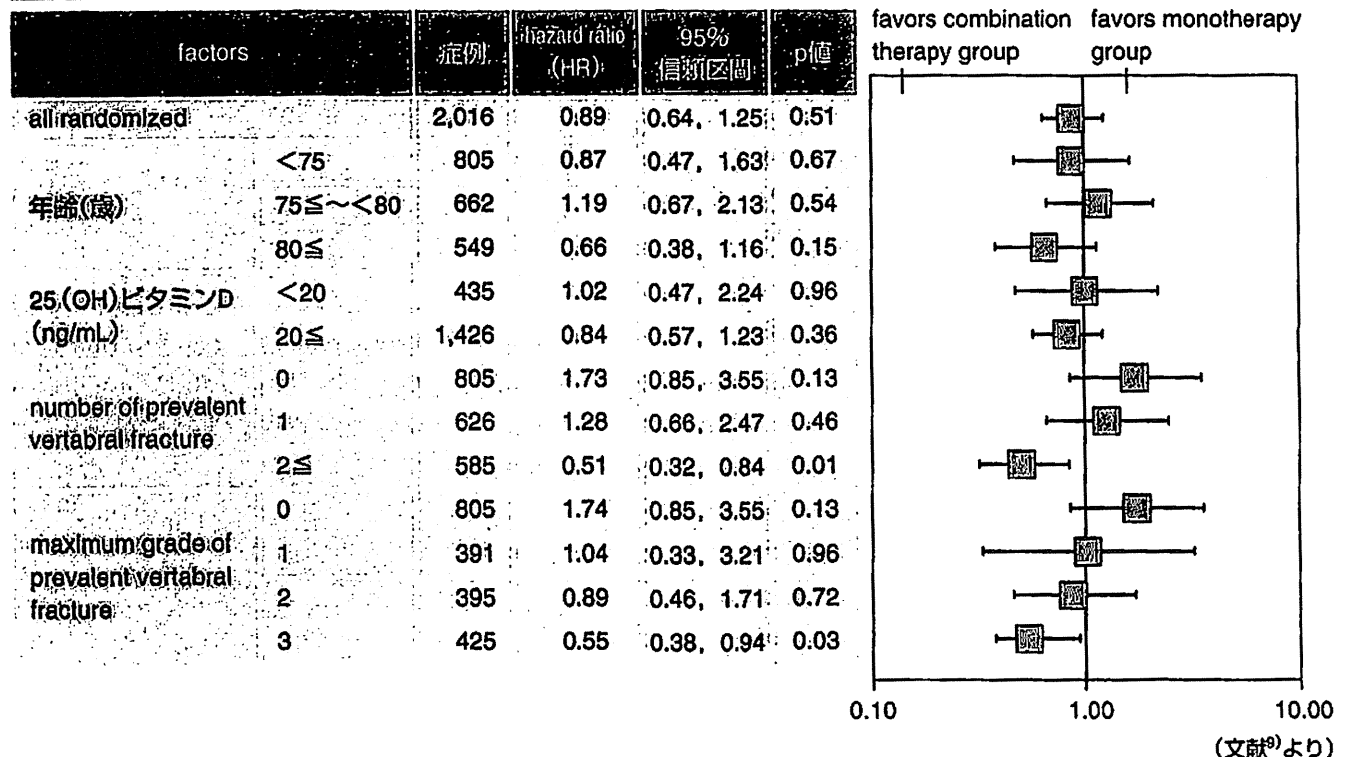 factors 症例 hazard ratio (HR) 95% 信頼区間 p値
favors combination therapy group
favors monotherapy group
all randomized 2,016 0.89 0.64, 1.25 0.51
年齢(歳)
<75 805 0.87 0.47, 1.63 0.67
75≦~<80 662 1.19 0.67, 2.13 0.54
80≦ 549 0.66 0.38, 1.16 0.15
25(OH)ビタミンD
(ng/mL)
<20 435 1.02 0.47, 2.24 0.96
20≦ 1,426 0.84 0.57, 1.23 0.36
number of prevalent
vertabral fracture
0 805 1.73 0.85, 3.55 0.13
1 626 1.28 0.66, 2.47 0.46
2≦ 585 0.51 0.32, 0.84 0.01
maximum grade of
prevalent vertabral
fracture
0 805 1.74 0.85, 3.55 0.13
1 391 1.04 0.33, 3.21 0.96
2 395 0.89 0.46, 1.71 0.72
3 425 0.55 0.38, 0.94 0.03
0.10 1.00 10.00
(文献9)より)